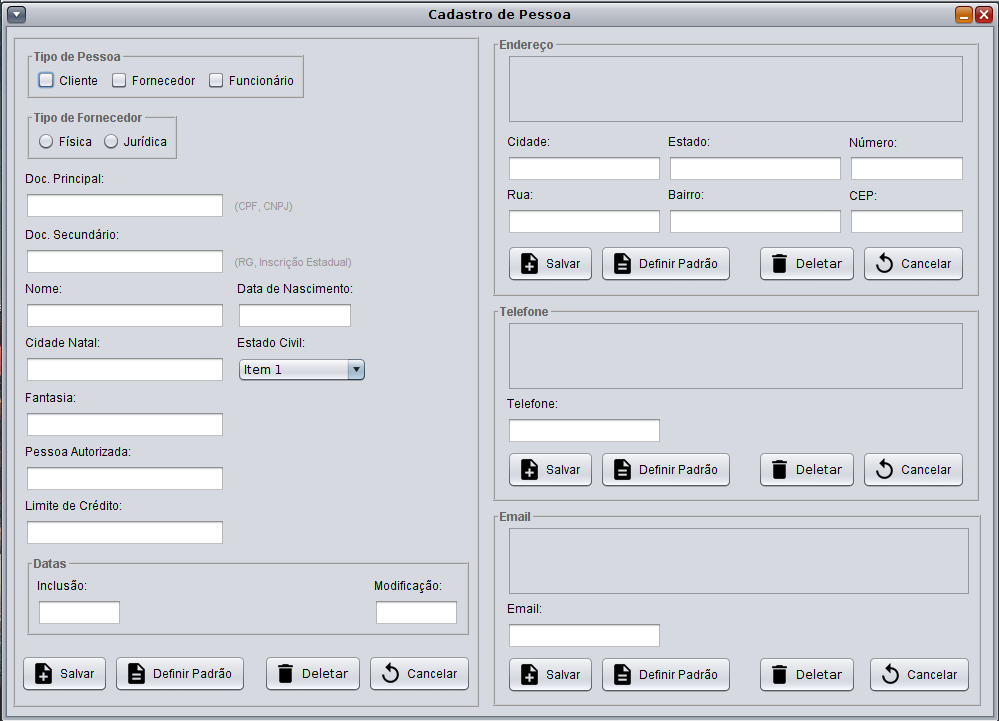 Cadastro de Pessoa
Tipo de Pessoa
Cliente Fornecedor Funcionário
Tipo de Fornecedor
Física Jurídica
Doc. Principal:
(CPF, CNPJ)
Doc. Secundário:
(RG, Inscrição Estadual)
Nome: Data de Nascimento:
Cidade Natal: Estado Civil:
Item 1
Fantasia:
Pessoa Autorizada:
Limite de Crédito:
Datas
Inclusão: Modificação:
Salvar Definir Padrão Deletar Cancelar
Endereço
Cidade: Estado: Número:
Rua: Bairro: CEP:
Salvar Definir Padrão Deletar Cancelar
Telefone
Telefone:
Salvar Definir Padrão Deletar Cancelar
Email
Email:
Salvar Definir Padrão Deletar Cancelar